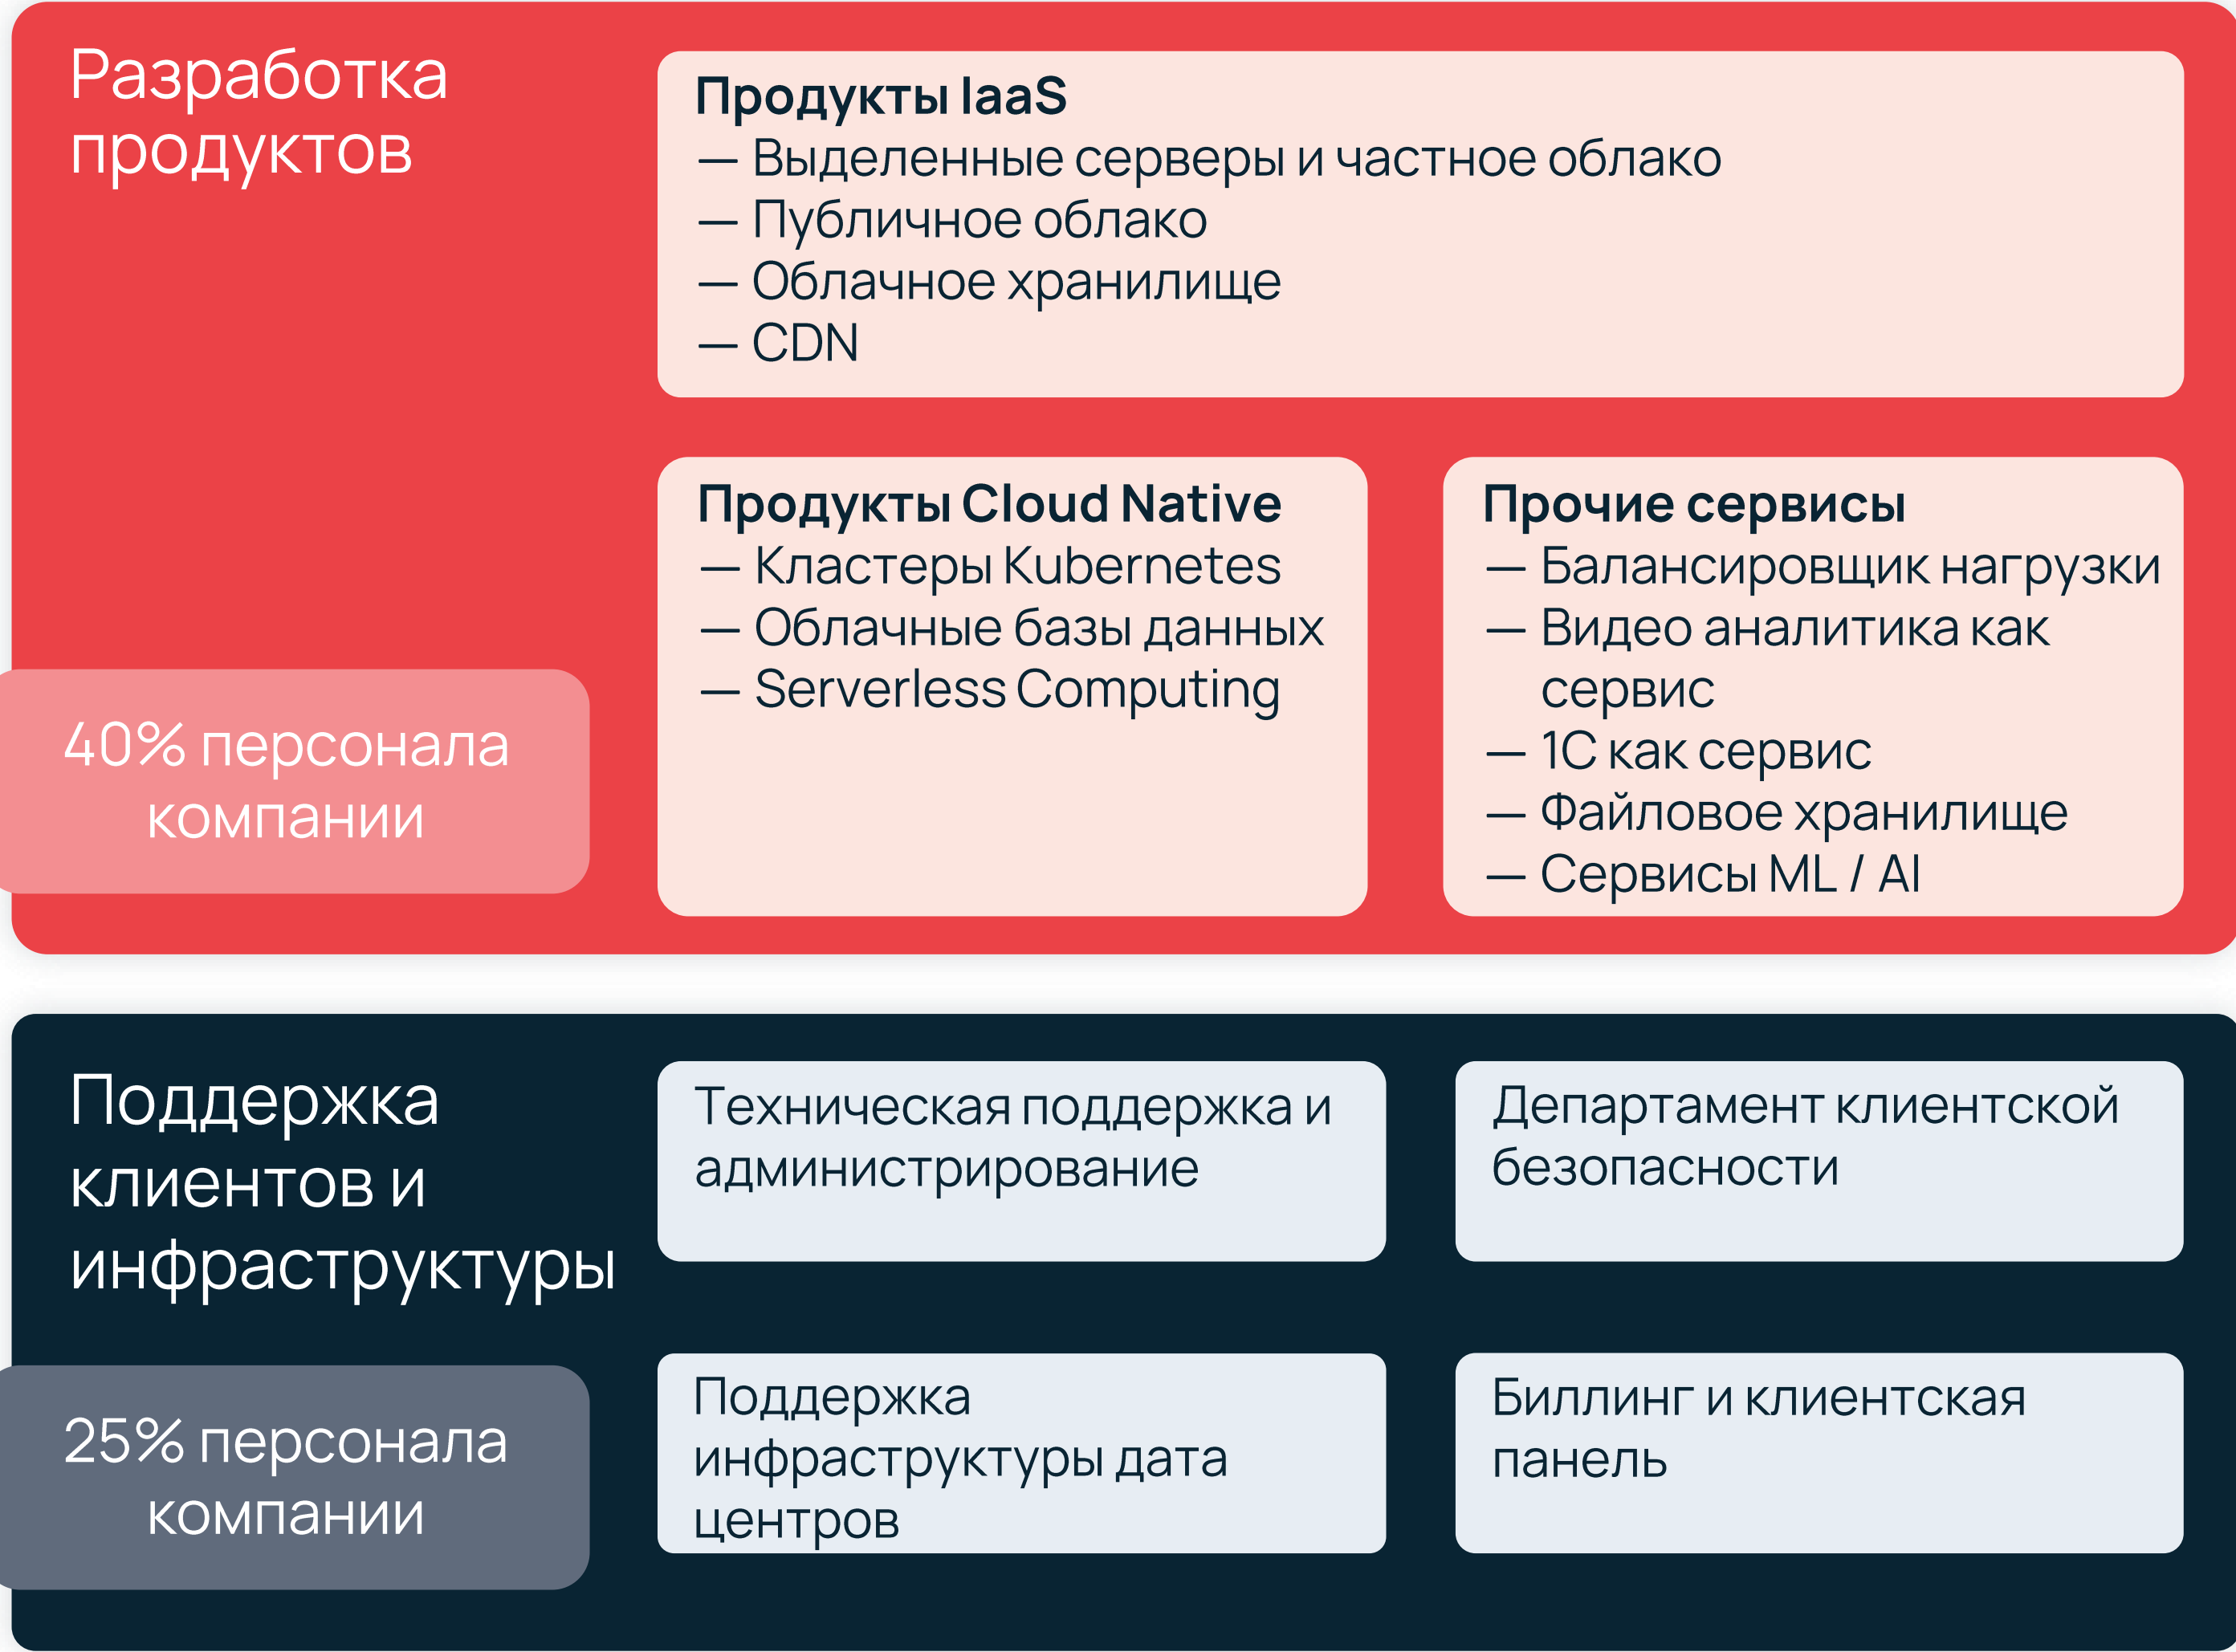 Разработка
продуктов
Продукты IaaS
— Выделенные серверы и частное облако
— Публичное облако
— Облачное хранилище
— CDN
Продукты Cloud Native
— Кластеры Kubernetes
— Облачные базы данных
— Serverless Computing
Прочие сервисы
— Балансировщик нагрузки
— Видео аналитика как
сервис
— 1С как сервис
— Файловое хранилище
— Сервисы ML / AI
40% персонала
компании
Поддержка
клиентов и
инфраструктуры
Техническая поддержка и
администрирование
Департамент клиентской
безопасности
Поддержка
инфраструктуры дата
центров
Биллинг и клиентская
панель
25% персонала
компании